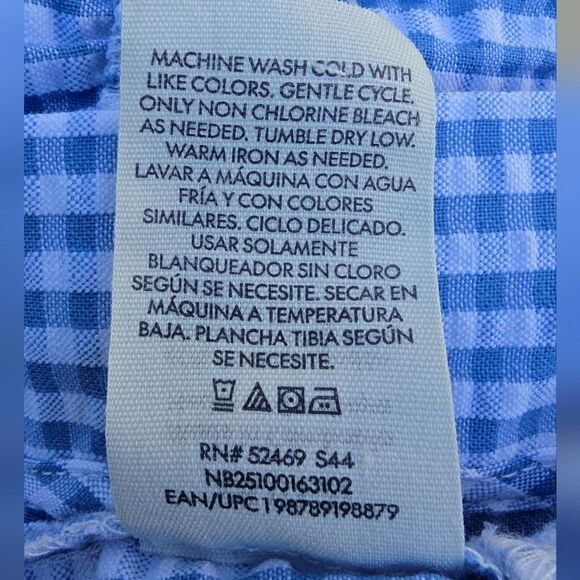 MACHINE WASH COLD WITH
LIKE COLORS. GENTLE CYCLE.
ONLY NON CHLORINE BLEACH
AS NEEDED. TUMBLE DRY LOW.
WARM IRON AS NEEDED.
LAVAR A MÁQUINA CON AGUA
FRÍA Y CON COLORES
SIMILARES. CICLO DELICADO.
USAR SOLAMENTE
BLANQUEADOR SIN CLORO
SEGÚN SE NECESITE. SECAR EN
MÁQUINA A TEMPERATURA
BAJA. PLANCHA TIBIA SEGÚN
SE NECESITE.
RN# 52469 S44
NB25100163102
EAN/UPC198789198879